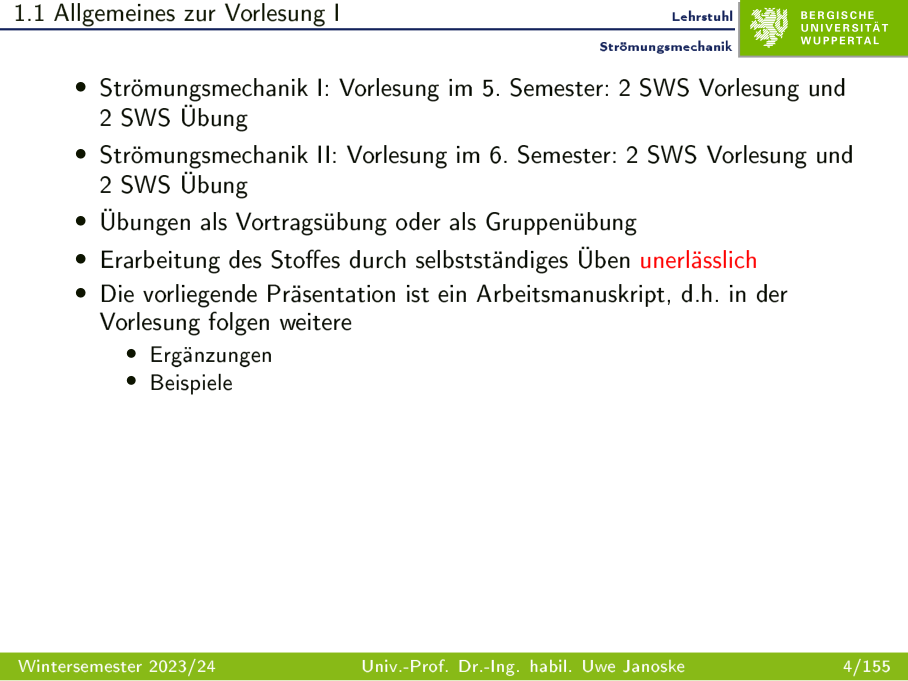 1.1 Allgemeines zur Vorlesung I
Lehrstuhl
Strömungsmechanik
BERGISCHE
UNIVERSITÄT
WUPPERTAL
• Strömungsmechanik I: Vorlesung im 5. Semester: 2 SWS Vorlesung und
2 SWS Übung
• Strömungsmechanik II: Vorlesung im 6. Semester: 2 SWS Vorlesung und
2 SWS Übung
• Übungen als Vortragsübung oder als Gruppenübung
• Erarbeitung des Stoffes durch selbstständiges Üben unerlässlich
• Die vorliegende Präsentation ist ein Arbeitsmanuskript, d.h. in der
Vorlesung folgen weitere
• Ergänzungen
• Beispiele
Wintersemester 2023/24
Univ.-Prof. Dr.-Ing. habil. Uwe Janoske
4/155